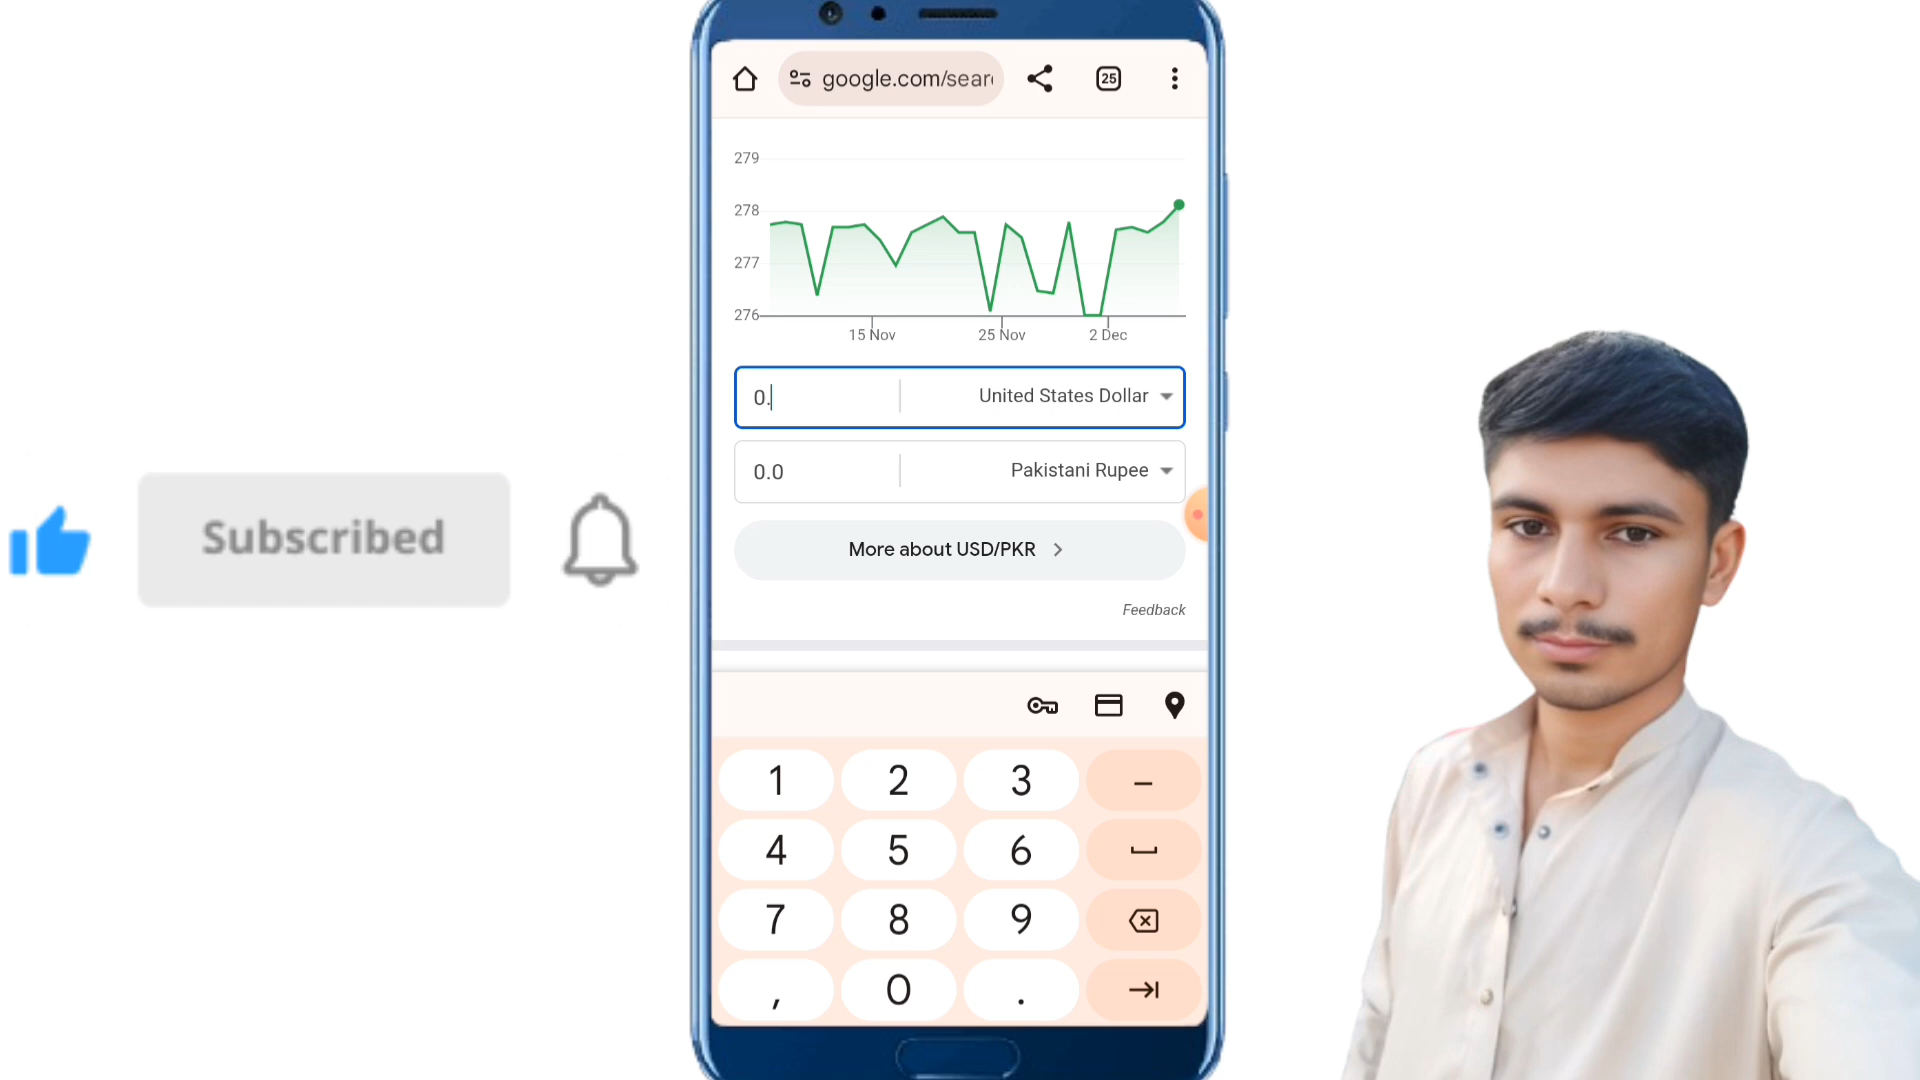 google.com/sear
25
279
278
277
276
15 Nov 25 Nov 2 Dec
0. United States Dollar
0.0 Pakistani Rupee
More about USD/PKR
Feedback
Subscribed
1 2 3 –
4 5 6
7 8 9
, 0 .